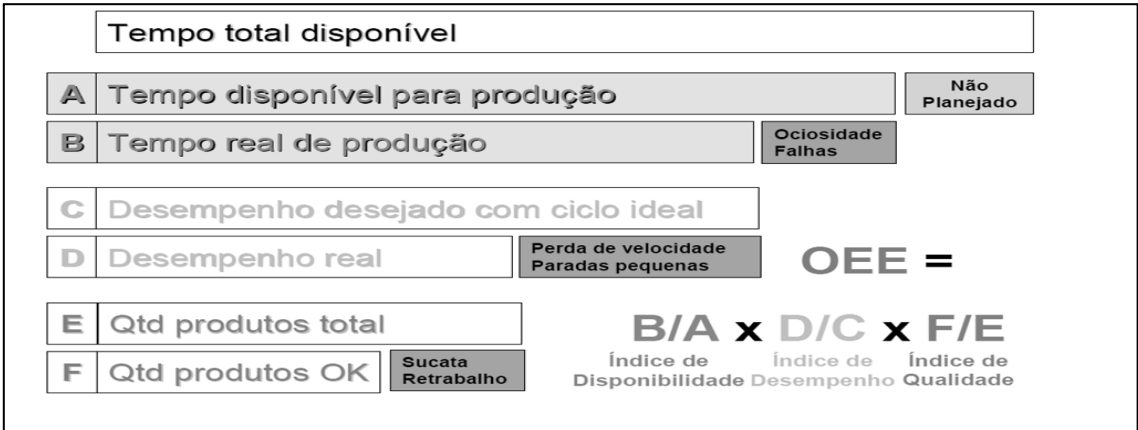 Tempo total disponível
A Tempo disponível para produção
Não
Planejado
B Tempo real de produção
Ociosidade
Falhas
C Desempenho desejado com ciclo ideal
D Desempenho real
Perda de velocidade
Paradas pequenas
OEE =
E Qtd produtos total
B/A x D/C x F/E
F Qtd produtos OK
Sucata
Retrabalho
Índice de Disponibilidade
Índice de Desempenho
Índice de Qualidade